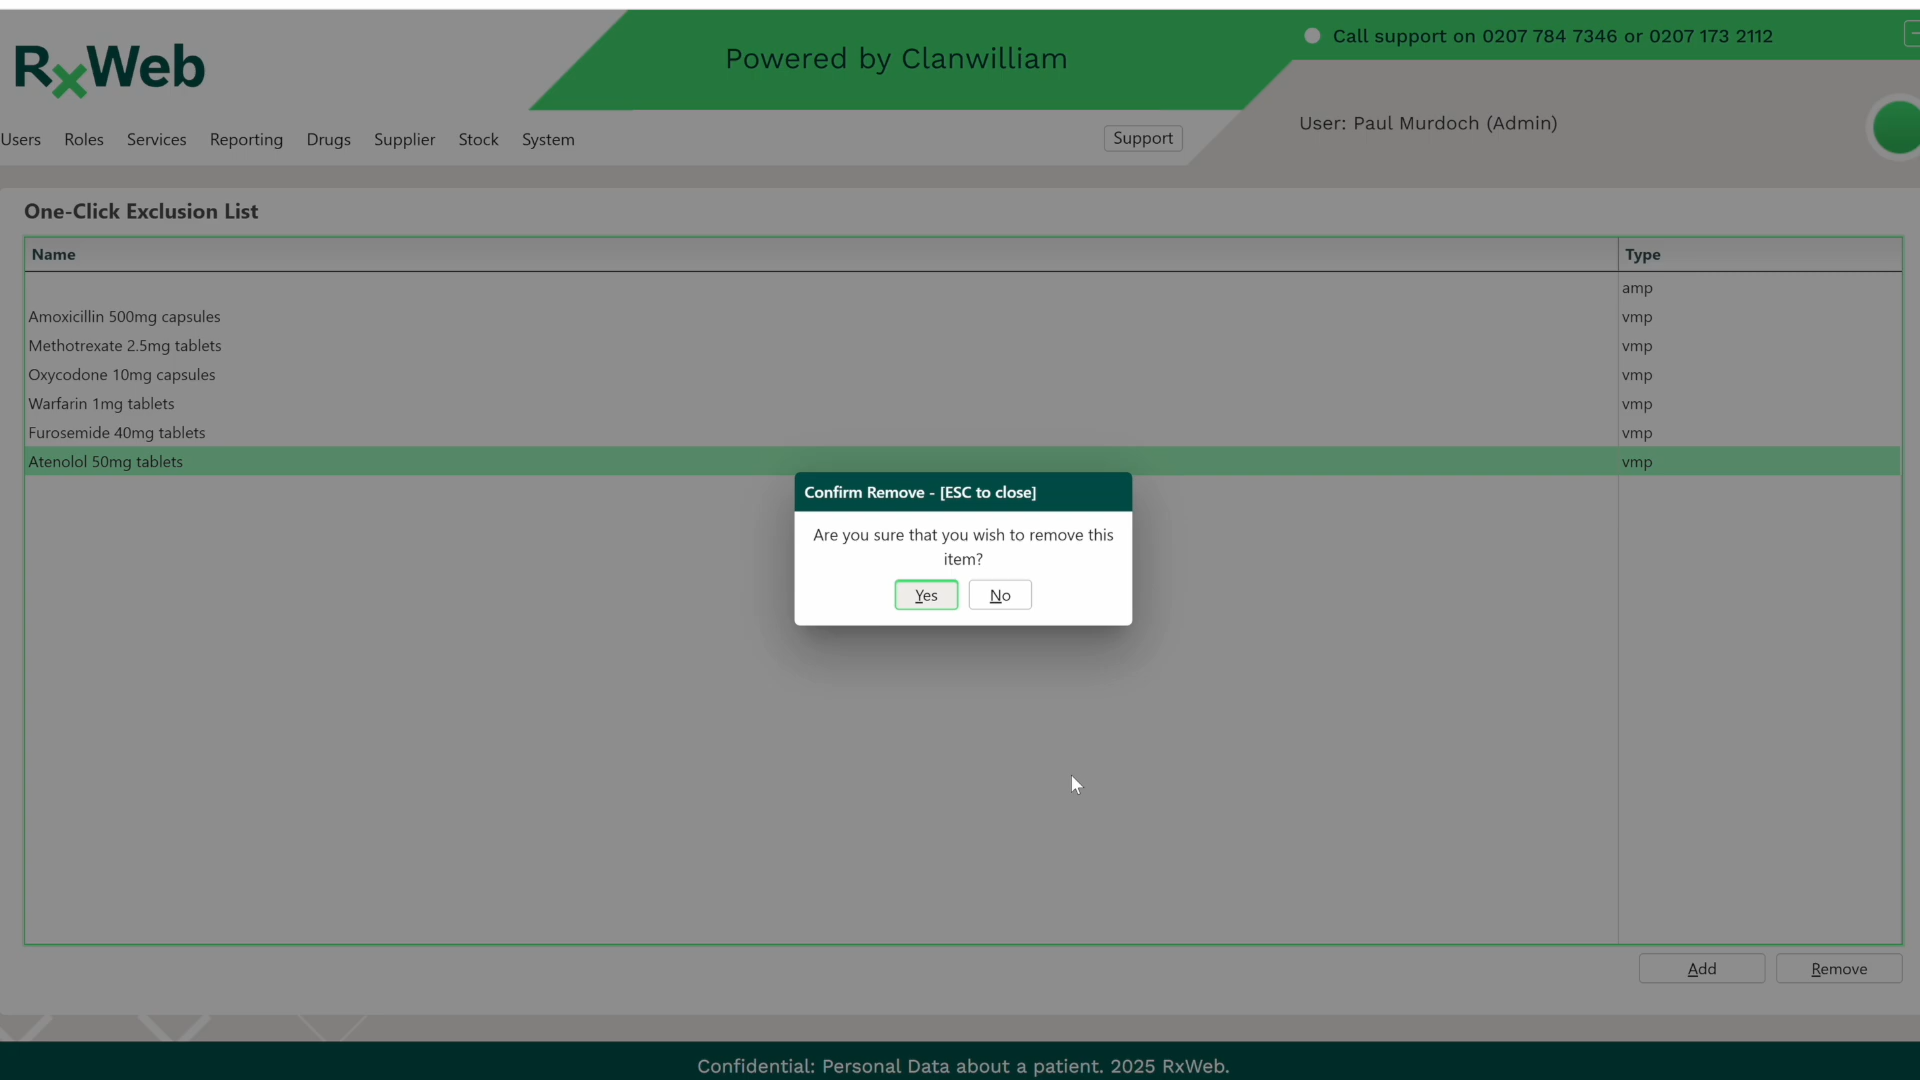 RxWeb
Powered by Clanwilliam
Call support on 0207 784 7346 or 0207 173 2112
User: Paul Murdoch (Admin)
Users Roles Services Reporting Drugs Supplier Stock System Support
One-Click Exclusion List
Name Type
amp
Amoxicillin 500mg capsules vmp
Methotrexate 2.5mg tablets vmp
Oxycodone 10mg capsules vmp
Warfarin 1mg tablets vmp
Furosemide 40mg tablets vmp
Atenolol 50mg tablets vmp
Confirm Remove - [ESC to close]
Are you sure that you wish to remove this
item?
Yes No
Add Remove
Confidential: Personal Data about a patient. 2025 RxWeb.